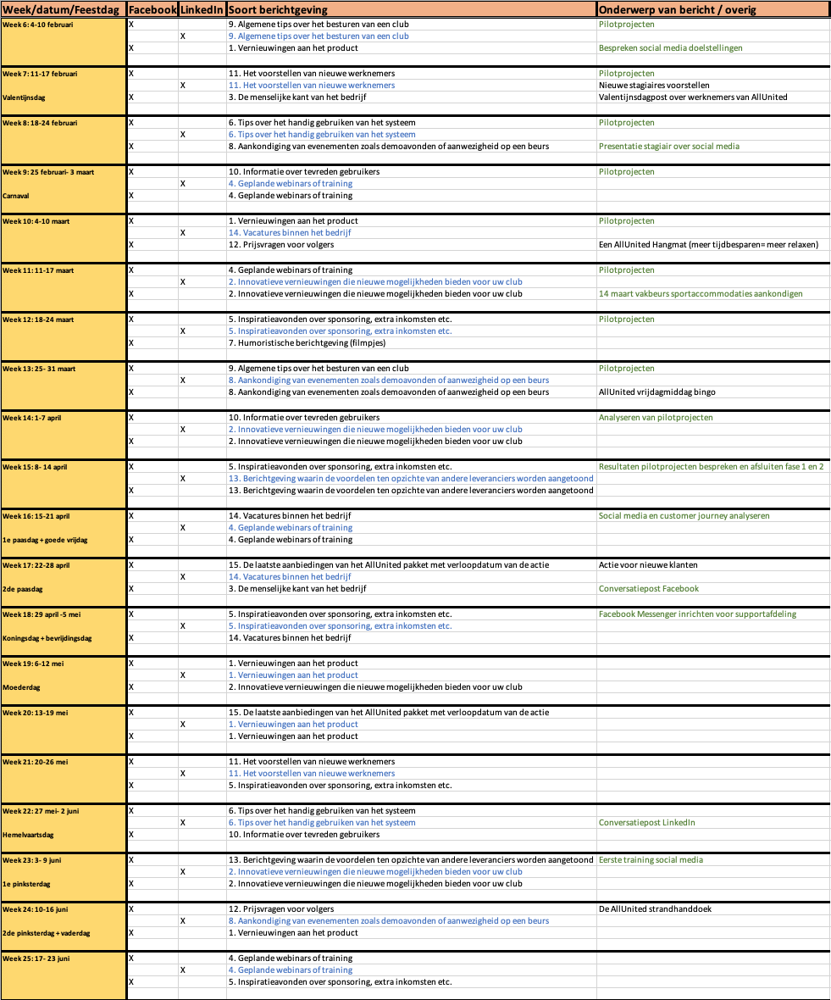 Week/datum/Feestdag Facebook LinkedIn Soort berichtgeving Onderwerp van bericht / overig
Week 6: 4-10 februari X 9. Algemene tips over het besturen van een club Pilotprojecten
X 9. Algemene tips over het besturen van een club
X 1. Vernieuwingen aan het product Bespreken social media doelstellingen
Week 7: 11-17 februari X 11. Het voorstellen van nieuwe werknemers Pilotprojecten
X 11. Het voorstellen van nieuwe werknemers Nieuwe stagiaires voorstellen
Valentijnsdag X 3. De menselijke kant van het bedrijf Valentijnsdagpost over werknemers van AllUnited
Week 8: 18-24 februari X 6. Tips over het handig gebruiken van het systeem Pilotprojecten
X 6. Tips over het handig gebruiken van het systeem
X 8. Aankondiging van evenementen zoals demoavonden of aanwezigheid op een beurs Presentatie stagiair over social media
Week 9: 25 februari- 3 maart X 10. Informatie over tevreden gebruikers Pilotprojecten
X 4. Geplande webinars of training
Carnaval X 4. Geplande webinars of training
Week 10: 4-10 maart X 1. Vernieuwingen aan het product Pilotprojecten
X 14. Vacatures binnen het bedrijf
X 12. Prijsvragen voor volgers Een AllUnited Hangmat (meer tijdbesparen= meer relaxen)
Week 11: 11-17 maart X 4. Geplande webinars of training Pilotprojecten
X 2. Innovatieve vernieuwingen die nieuwe mogelijkheden bieden voor uw club
X 2. Innovatieve vernieuwingen die nieuwe mogelijkheden bieden voor uw club 14 maart vakbeurs sportaccommodaties aankondigen
Week 12: 18-24 maart X 5. Inspiratieavonden over sponsoring, extra inkomsten etc. Pilotprojecten
X 5. Inspiratieavonden over sponsoring, extra inkomsten etc.
X 7. Humoristische berichtgeving (filmpjes)
Week 13: 25- 31 maart X 9. Algemene tips over het besturen van een club Pilotprojecten
X 8. Aankondiging van evenementen zoals demoavonden of aanwezigheid op een beurs
X 8. Aankondiging van evenementen zoals demoavonden of aanwezigheid op een beurs AllUnited vrijdagmiddag bingo
Week 14: 1-7 april X 10. Informatie over tevreden gebruikers Analyseren van pilotprojecten
X 2. Innovatieve vernieuwingen die nieuwe mogelijkheden bieden voor uw club
X 2. Innovatieve vernieuwingen die nieuwe mogelijkheden bieden voor uw club
Week 15: 8- 14 april X 5. Inspiratieavonden over sponsoring, extra inkomsten etc. Resultaten pilotprojecten bespreken en afsluiten fase 1 en 2
X 13. Berichtgeving waarin de voordelen ten opzichte van andere leveranciers worden aangetoond
X 13. Berichtgeving waarin de voordelen ten opzichte van andere leveranciers worden aangetoond
Week 16: 15-21 april X 14. Vacatures binnen het bedrijf Social media en customer journey analyseren
X 4. Geplande webinars of training
1e paasdag + goede vrijdag X 4. Geplande webinars of training
Week 17: 22-28 april X 15. De laatste aanbiedingen van het AllUnited pakket met verloopdatum van de actie Actie voor nieuwe klanten
X 14. Vacatures binnen het bedrijf
2de paasdag X 3. De menselijke kant van het bedrijf Conversatiepost Facebook
Week 18: 29 april -5 mei X 5. Inspiratieavonden over sponsoring, extra inkomsten etc. Facebook Messenger inrichten voor supportafdeling
X 5. Inspiratieavonden over sponsoring, extra inkomsten etc.
Koningsdag + bevrijdingsdag X 14. Vacatures binnen het bedrijf
Week 19: 6-12 mei X 1. Vernieuwingen aan het product
X 1. Vernieuwingen aan het product
Moederdag X 2. Innovatieve vernieuwingen die nieuwe mogelijkheden bieden voor uw club
Week 20: 13-19 mei X 15. De laatste aanbiedingen van het AllUnited pakket met verloopdatum van de actie
X 1. Vernieuwingen aan het product
X 1. Vernieuwingen aan het product
Week 21: 20-26 mei X 11. Het voorstellen van nieuwe werknemers
X 11. Het voorstellen van nieuwe werknemers
X 5. Inspiratieavonden over sponsoring, extra inkomsten etc.
Week 22: 27 mei- 2 juni X 6. Tips over het handig gebruiken van het systeem
X 6. Tips over het handig gebruiken van het systeem Conversatiepost LinkedIn
Hemelvaartsdag X 10. Informatie over tevreden gebruikers
Week 23: 3- 9 juni X 13. Berichtgeving waarin de voordelen ten opzichte van andere leveranciers worden aangetoond Eerste training social media
X 2. Innovatieve vernieuwingen die nieuwe mogelijkheden bieden voor uw club
1e pinksterdag X 2. Innovatieve vernieuwingen die nieuwe mogelijkheden bieden voor uw club
Week 24: 10-16 juni X 12. Prijsvragen voor volgers De AllUnited strandhanddoek
X 8. Aankondiging van evenementen zoals demoavonden of aanwezigheid op een beurs
2de pinksterdag + vaderdag X 1. Vernieuwingen aan het product
Week 25: 17- 23 juni X 4. Geplande webinars of training
X 4. Geplande webinars of training
X 5. Inspiratieavonden over sponsoring, extra inkomsten etc.